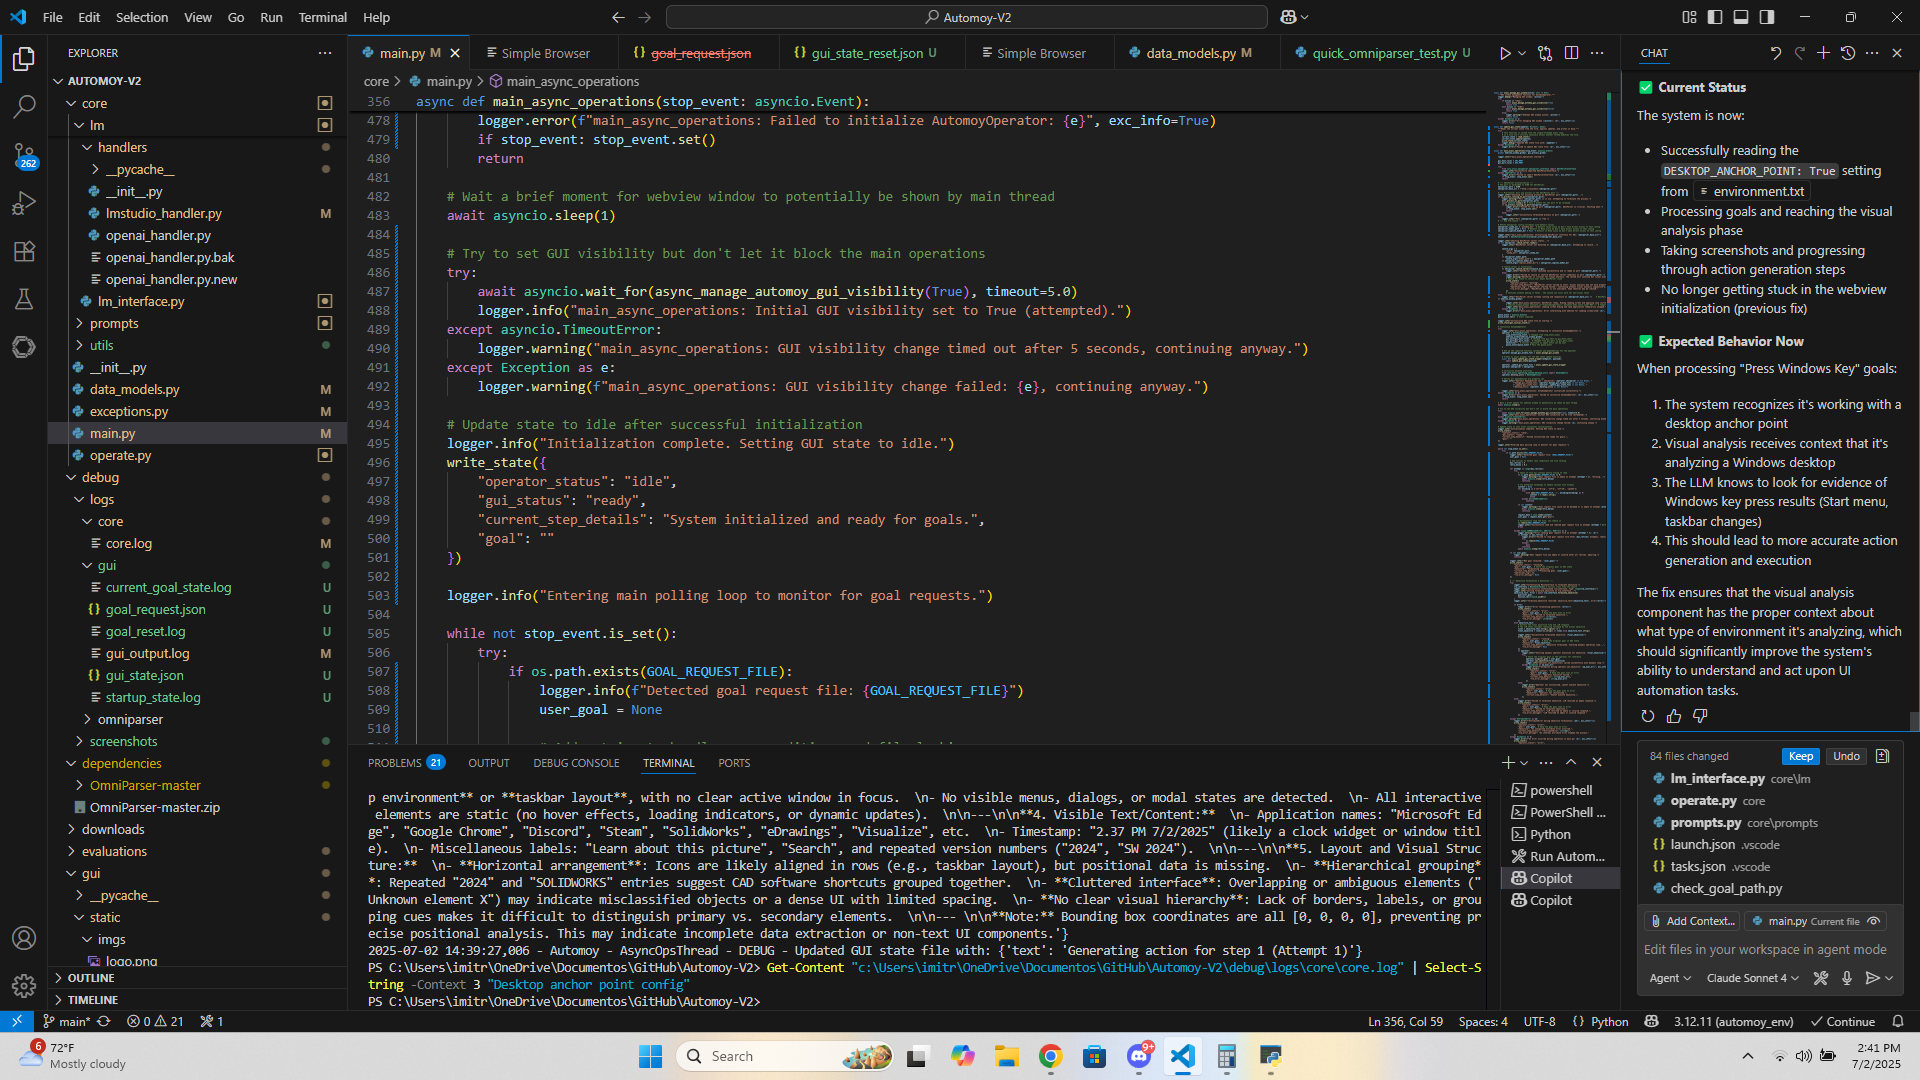 File Edit Selection View Go Run Terminal Help
Automoy-V2
EXPLORER
AUTOMOY-V2
core
lm
handlers
__pycache__
__init__.py
lmstudio_handler.py M
openai_handler.py
openai_handler.py.bak
openai_handler.py.new
lm_interface.py
prompts
utils
__init__.py
data_models.py M
exceptions.py M
main.py M
operate.py
debug
logs
core
core.log M
gui
current_goal_state.log U
goal_request.json U
goal_reset.log U
gui_output.log M
gui_state.json U
startup_state.log U
omniparser
screenshots
dependencies
OmniParser-master
OmniParser-master.zip
downloads
evaluations
gui
__pycache__
static
imgs
logo.png
OUTLINE
TIMELINE
main.py M
Simple Browser
goal_request.json
gui_state_reset.json U
Simple Browser
data_models.py M
quick_omniparser_test.py U
core > main.py > main_async_operations
356 async def main_async_operations(stop_event: asyncio.Event):
478 logger.error(f"main_async_operations: Failed to initialize AutomoyOperator: {e}", exc_info=True)
479 if stop_event: stop_event.set()
480 return
481
482 # Wait a brief moment for webview window to potentially be shown by main thread
483 await asyncio.sleep(1)
484
485 # Try to set GUI visibility but don't let it block the main operations
486 try:
487 await asyncio.wait_for(async_manage_automoy_gui_visibility(True), timeout=5.0)
488 logger.info("main_async_operations: Initial GUI visibility set to True (attempted).")
489 except asyncio.TimeoutError:
490 logger.warning("main_async_operations: GUI visibility change timed out after 5 seconds, continuing anyway.")
491 except Exception as e:
492 logger.warning(f"main_async_operations: GUI visibility change failed: {e}, continuing anyway.")
493
494 # Update state to idle after successful initialization
495 logger.info("Initialization complete. Setting GUI state to idle.")
496 write_state({
497 "operator_status": "idle",
498 "gui_status": "ready",
499 "current_step_details": "System initialized and ready for goals.",
500 "goal": ""
501 })
502
503 logger.info("Entering main polling loop to monitor for goal requests.")
504
505 while not stop_event.is_set():
506 try:
507 if os.path.exists(GOAL_REQUEST_FILE):
508 logger.info(f"Detected goal request file: {GOAL_REQUEST_FILE}")
509 user_goal = None
510
PROBLEMS 21 OUTPUT DEBUG CONSOLE TERMINAL PORTS
p environment** or **taskbar layout**, with no clear active window in focus. \n- No visible menus, dialogs, or modal states are detected. \n- All interactive
elements are static (no hover effects, loading indicators, or dynamic updates). \n\n---\n\n**4. Visible Text/Content:** \n- Application names: "Microsoft Ed
ge", "Google Chrome", "Discord", "Steam", "SolidWorks", "eDrawings", "Visualize", etc. \n- Timestamp: "2.37 PM 7/2/2025" (likely a clock widget or window titl
e). \n- Miscellaneous labels: "Learn about this picture", "Search", and repeated version numbers ("2024", "SW 2024"). \n\n---\n\n**5. Layout and Visual Struc
ture:** \n- **Horizontal arrangement**: Icons are likely aligned in rows (e.g., taskbar layout), but positional data is missing. \n- **Hierarchical grouping*
*: Repeated "2024" and "SOLIDWORKS" entries suggest CAD software shortcuts grouped together. \n- **Cluttered interface**: Overlapping or ambiguous elements ("
Unknown element X") may indicate misclassified objects or a dense UI with limited spacing. \n- **No clear visual hierarchy**: Lack of borders, labels, or grou
ping cues makes it difficult to distinguish primary vs. secondary elements. \n\n--- \n\n**Note:** Bounding box coordinates are all [0, 0, 0, 0], preventing pr
ecise positional analysis. This may indicate incomplete data extraction or non-text UI components.'}
2025-07-02 14:39:27,006 - Automoy - AsyncOpsThread - DEBUG - Updated GUI state file with: {'text': 'Generating action for step 1 (Attempt 1)'}
PS C:\Users\imitr\OneDrive\Documentos\GitHub\Automoy-V2> Get-Content "c:\Users\imitr\OneDrive\Documentos\GitHub\Automoy-V2\debug\logs\core\core.log" | Select-S
tring -Context 3 "Desktop anchor point config"
PS C:\Users\imitr\OneDrive\Documentos\GitHub\Automoy-V2>
powershell
PowerShell ...
Python
Run Autom...
Copilot
Copilot
CHAT
Current Status
The system is now:
Successfully reading the
DESKTOP_ANCHOR_POINT: True setting
from environment.txt
Processing goals and reaching the visual
analysis phase
Taking screenshots and progressing
through action generation steps
No longer getting stuck in the webview
initialization (previous fix)
Expected Behavior Now
When processing "Press Windows Key" goals:
1. The system recognizes it's working with a
desktop anchor point
2. Visual analysis receives context that it's
analyzing a Windows desktop
3. The LLM knows to look for evidence of
Windows key press results (Start menu,
taskbar changes)
4. This should lead to more accurate action
generation and execution
The fix ensures that the visual analysis
component has the proper context about
what type of environment it's analyzing, which
should significantly improve the system's
ability to understand and act upon UI
automation tasks.
84 files changed Keep Undo
lm_interface.py core\lm
operate.py core
prompts.py core\prompts
launch.json .vscode
tasks.json .vscode
check_goal_path.py
Add Context... main.py Current file
Edit files in your workspace in agent mode
Agent Claude Sonnet 4
262
main* 0 21 1
Ln 356, Col 59 Spaces: 4 UTF-8 {} Python 3.12.11 (automoy_env) Continue
6
72°F
Mostly cloudy
Search
9+
2:41 PM
7/2/2025